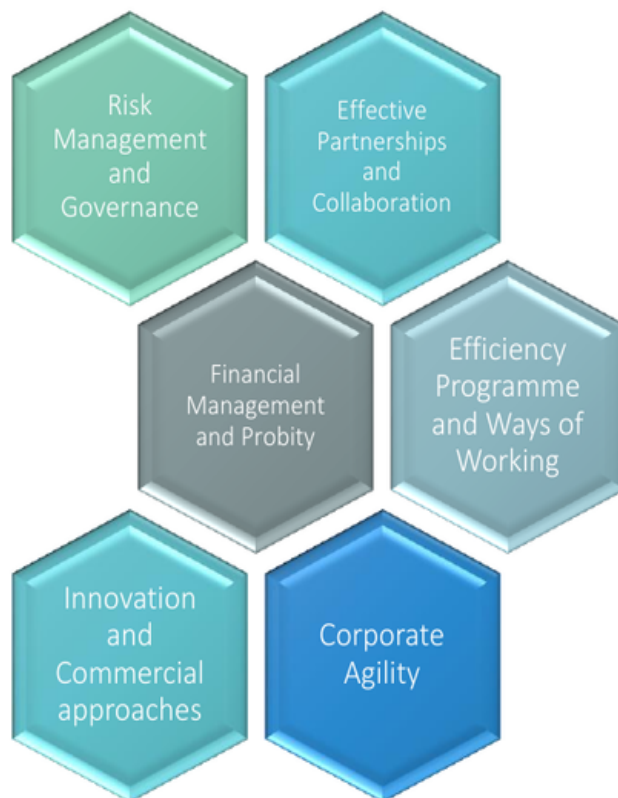 Risk
Management
and
Governance
Effective
Partnerships
and
Collaboration
Financial
Management
and Probity
Efficiency
Programme
and Ways of
Working
Innovation
and
Commercial
approaches
Corporate
Agility